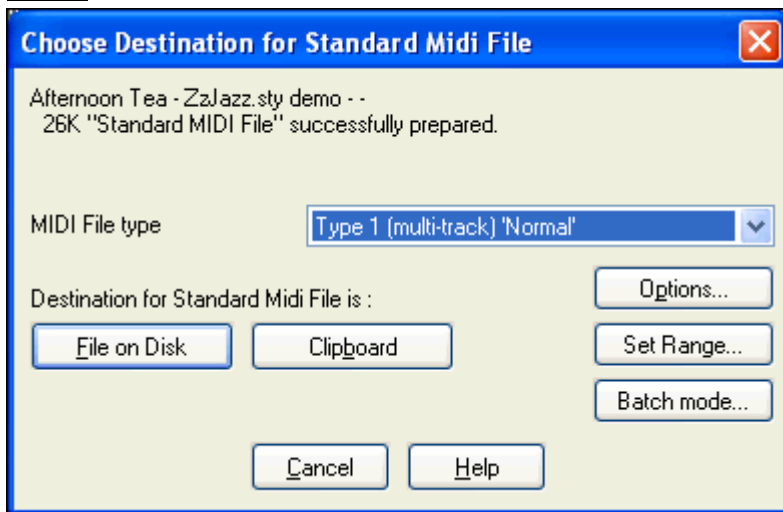 Choose Destination for Standard Midi File
Afternoon Tea - ZzJazz.sty demo - -
26K "Standard MIDI File" successfully prepared.
MIDI File type
Type 1 (multi-track) 'Normal'
Destination for Standard Midi File is :
Options...
File on Disk
Clipboard
Set Range...
Batch mode...
Cancel
Help